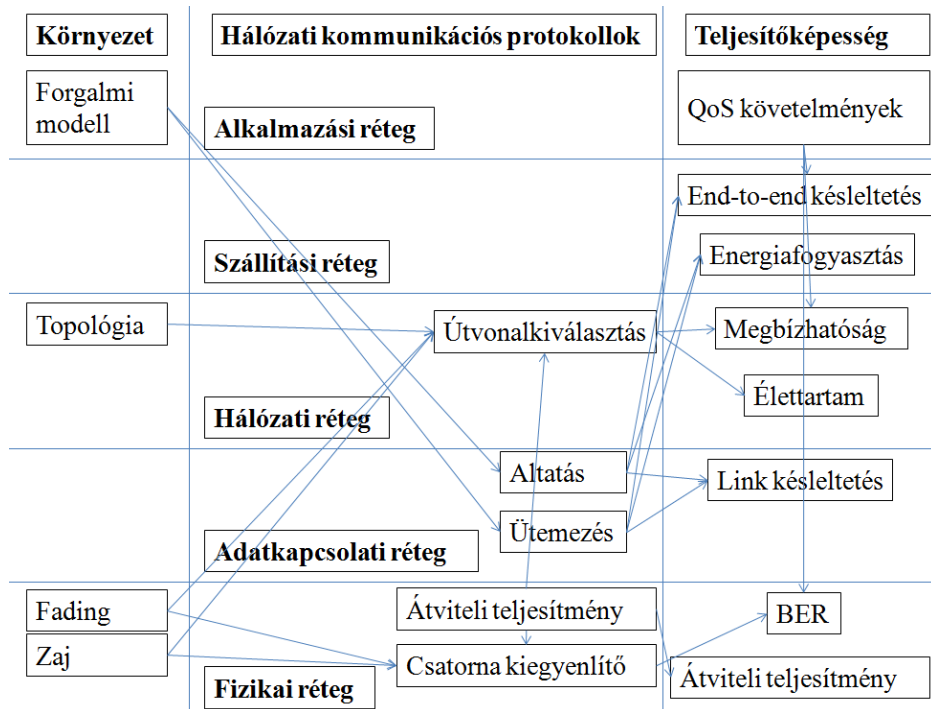 Környezet
Hálózati kommunikációs protokollok
Teljesítőképesség
Forgalmi
modell
Alkalmazási réteg
QoS követelmények
End-to-end késleltetés
Szállítási réteg
Energiafogyasztás
Topológia
Útvonalkiválasztás
Megbízhatóság
Hálózati réteg
Élettartam
Altatás
Link késleltetés
Ütemezés
Adatkapcsolati réteg
Fading
Átviteli teljesítmény
BER
Zaj
Csatorna kiegyenlítő
Fizikai réteg
Átviteli teljesítmény